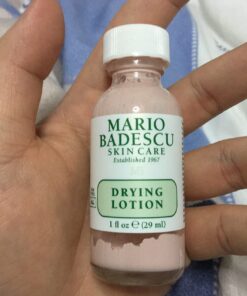 MARIO
BADESCU
SKIN CARE
Established 1967
DRYING
LOTION
1 fl oz ℮ (29 ml)